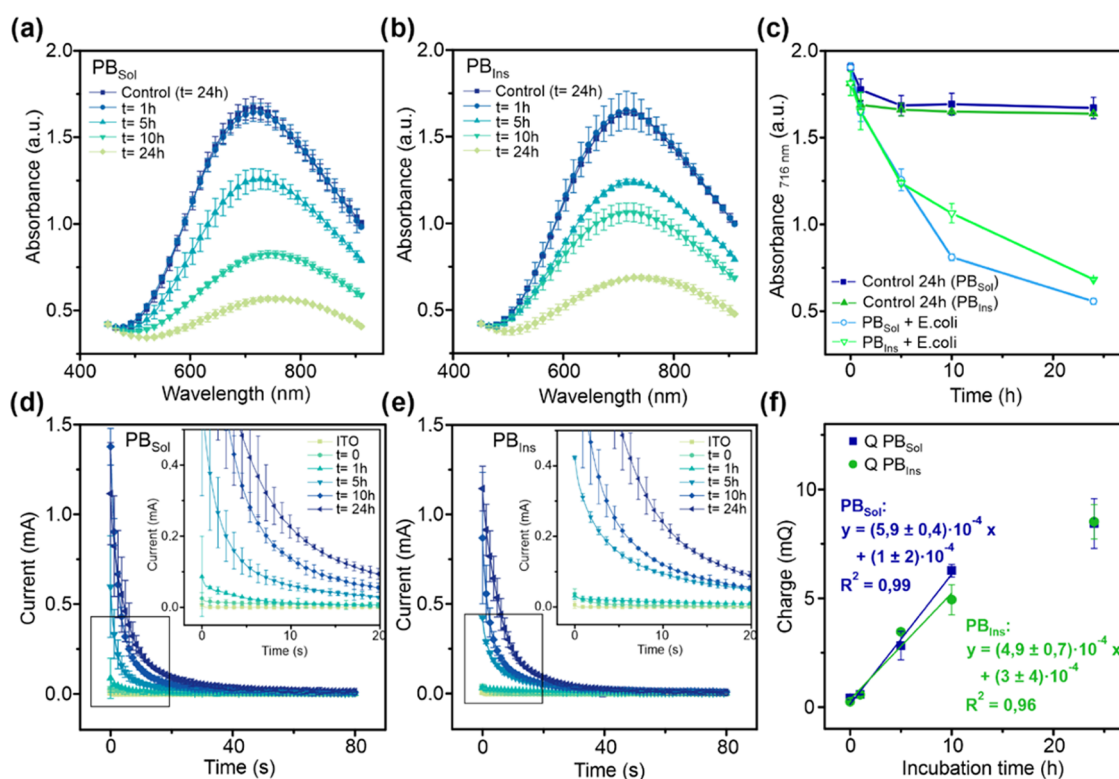 (a)
2.0
1.5
1.0
0.5
Absorbance (a.u.)
PBSol
Control (t= 24h)
t= 1h
t= 5h
t= 10h
t= 24h
400
600
800
Wavelength (nm)
(b)
2.0
1.5
1.0
0.5
Absorbance (a.u.)
PBIns
Control (t= 24h)
t= 1h
t= 5h
t= 10h
t= 24h
400
600
800
Wavelength (nm)
(c)
2.0
1.5
1.0
0.5
Absorbance 716 nm (a.u.)
Control 24h (PBSol)
Control 24h (PBIns)
PBSol + E.coli
PBIns + E.coli
0
10
20
Time (h)
(d)
1.5
1.0
0.5
0.0
Current (mA)
PBSol
0.4
0.2
0.0
Current (mA)
ITO
t= 0
t= 1h
t= 5h
t= 10h
t= 24h
0
10
20
Time (s)
0
40
80
Time (s)
(e)
1.5
1.0
0.5
0.0
Current (mA)
PBIns
0.4
0.2
0.0
Current (mA)
ITO
t= 0
t= 1h
t= 5h
t= 10h
t= 24h
0
10
20
Time (s)
0
40
80
Time (s)
(f)
10
5
0
Charge (mQ)
Q PBSol
Q PBIns
PBSol:
y = (5,9 ± 0,4)·10⁻⁴ x
+ (1 ± 2)·10⁻⁴
R² = 0,99
PBIns:
y = (4,9 ± 0,7)·10⁻⁴ x
+ (3 ± 4)·10⁻⁴
R² = 0,96
0
10
20
Incubation time (h)